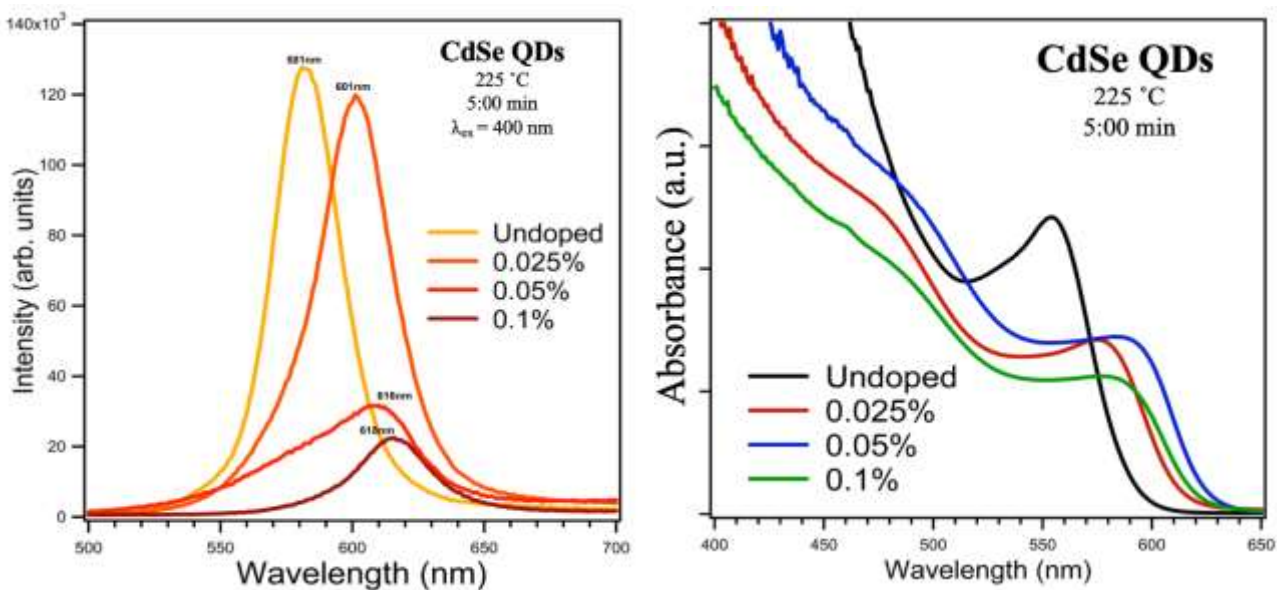 140x10³
120
100
80
60
40
20
0
500
550
600
650
700
Intensity (arb. units)
Wavelength (nm)
CdSe QDs
225 ˚C
5:00 min
λex = 400 nm
601nm
Undoped
0.025%
0.05%
0.1%
Absorbance (a.u.)
CdSe QDs
225 ˚C
5:00 min
Undoped
0.025%
0.05%
0.1%
400
450
500
550
600
650
Wavelength (nm)